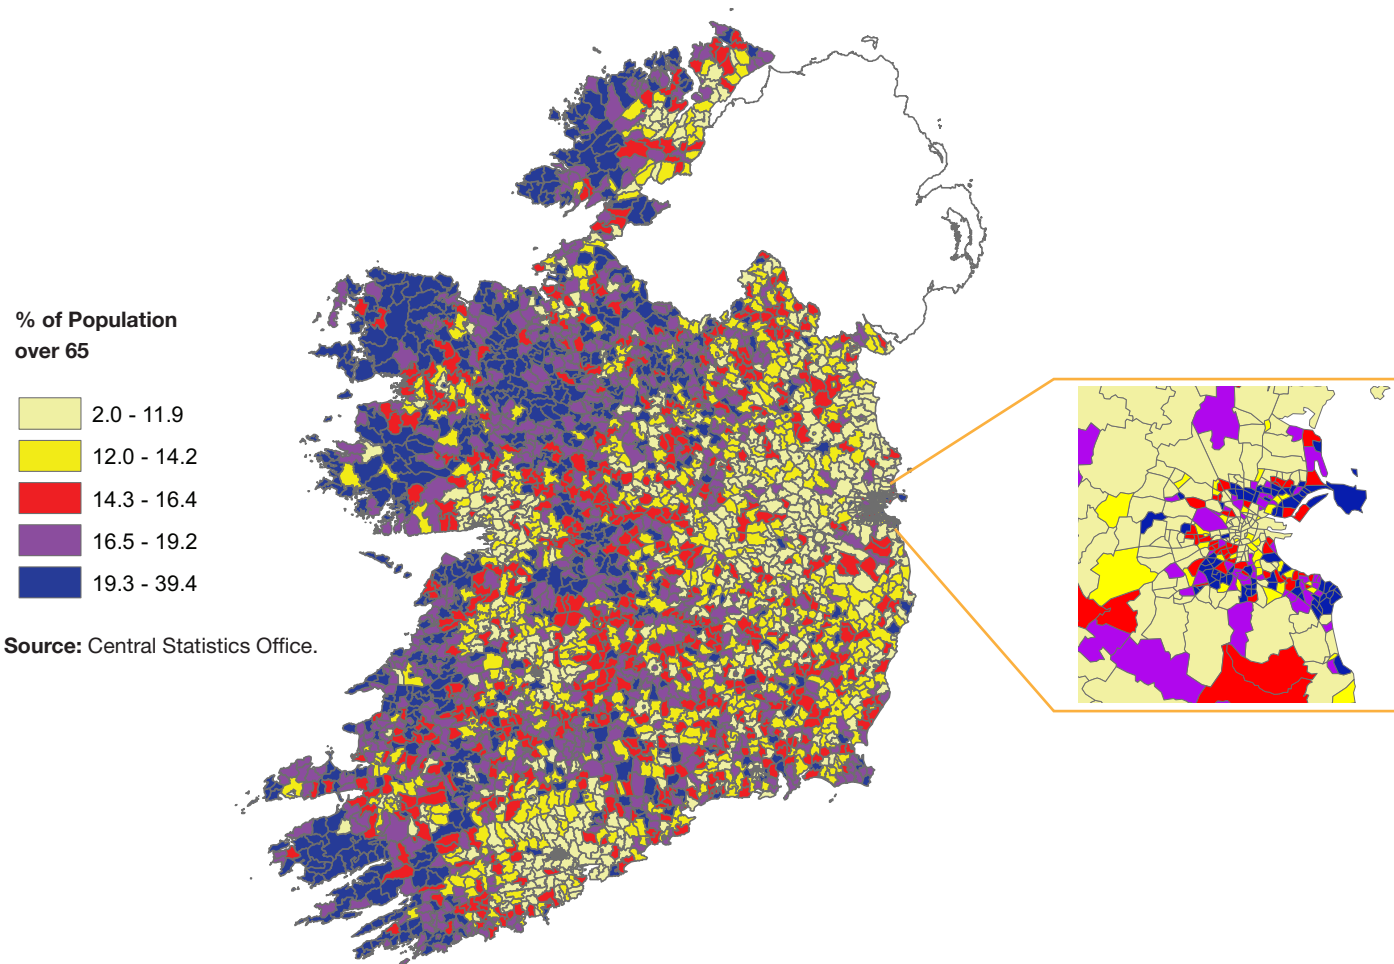 % of Population
over 65
2.0 - 11.9
12.0 - 14.2
14.3 - 16.4
16.5 - 19.2
19.3 - 39.4
Source: Central Statistics Office.